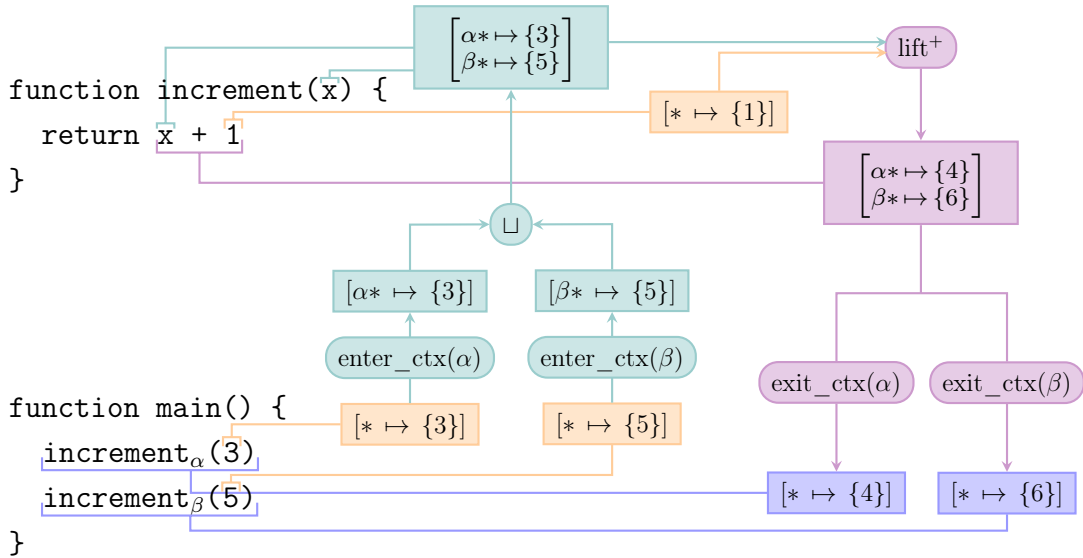 [α* ↦ {3}
β* ↦ {5}]
lift⁺
function increment(x) {
[* ↦ {1}]
return x + 1
}
[α* ↦ {4}
β* ↦ {6}]
⊔
[α* ↦ {3}]
[β* ↦ {5}]
enter_ctx(α)
enter_ctx(β)
exit_ctx(α)
exit_ctx(β)
function main() {
[* ↦ {3}]
[* ↦ {5}]
incrementα(3)
[* ↦ {4}]
[* ↦ {6}]
incrementβ(5)
}